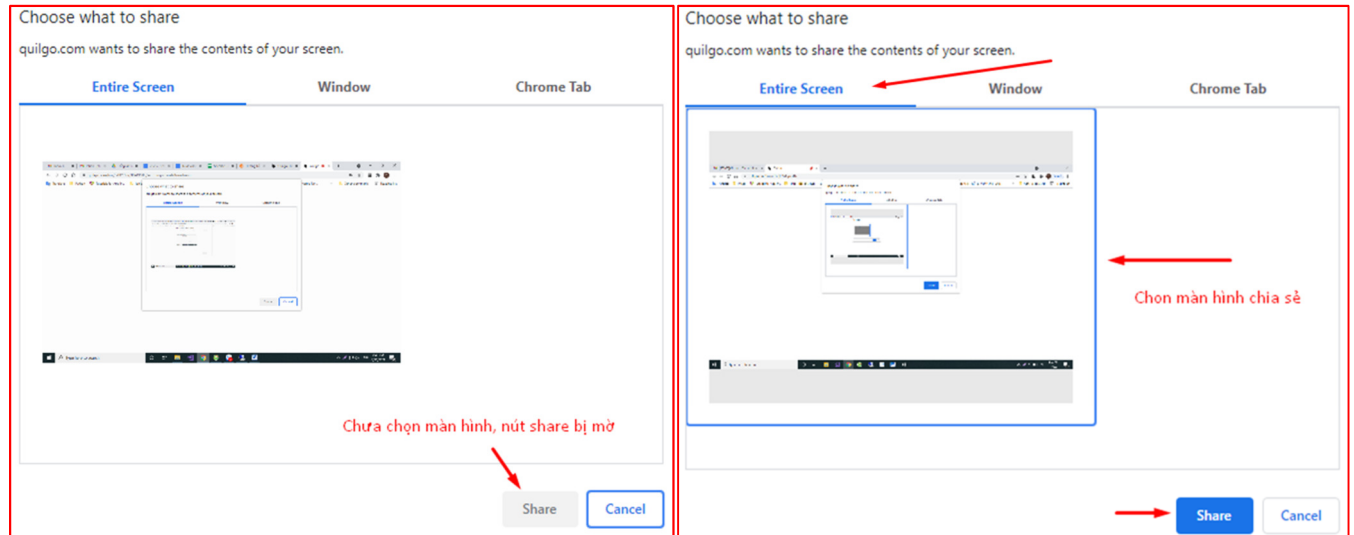 Choose what to share
quilgo.com wants to share the contents of your screen.
Entire Screen Window Chrome Tab
Chưa chọn màn hình, nút share bị mờ
Share Cancel
Choose what to share
quilgo.com wants to share the contents of your screen.
Entire Screen Window Chrome Tab
Chon màn hình chia sẻ
Share Cancel